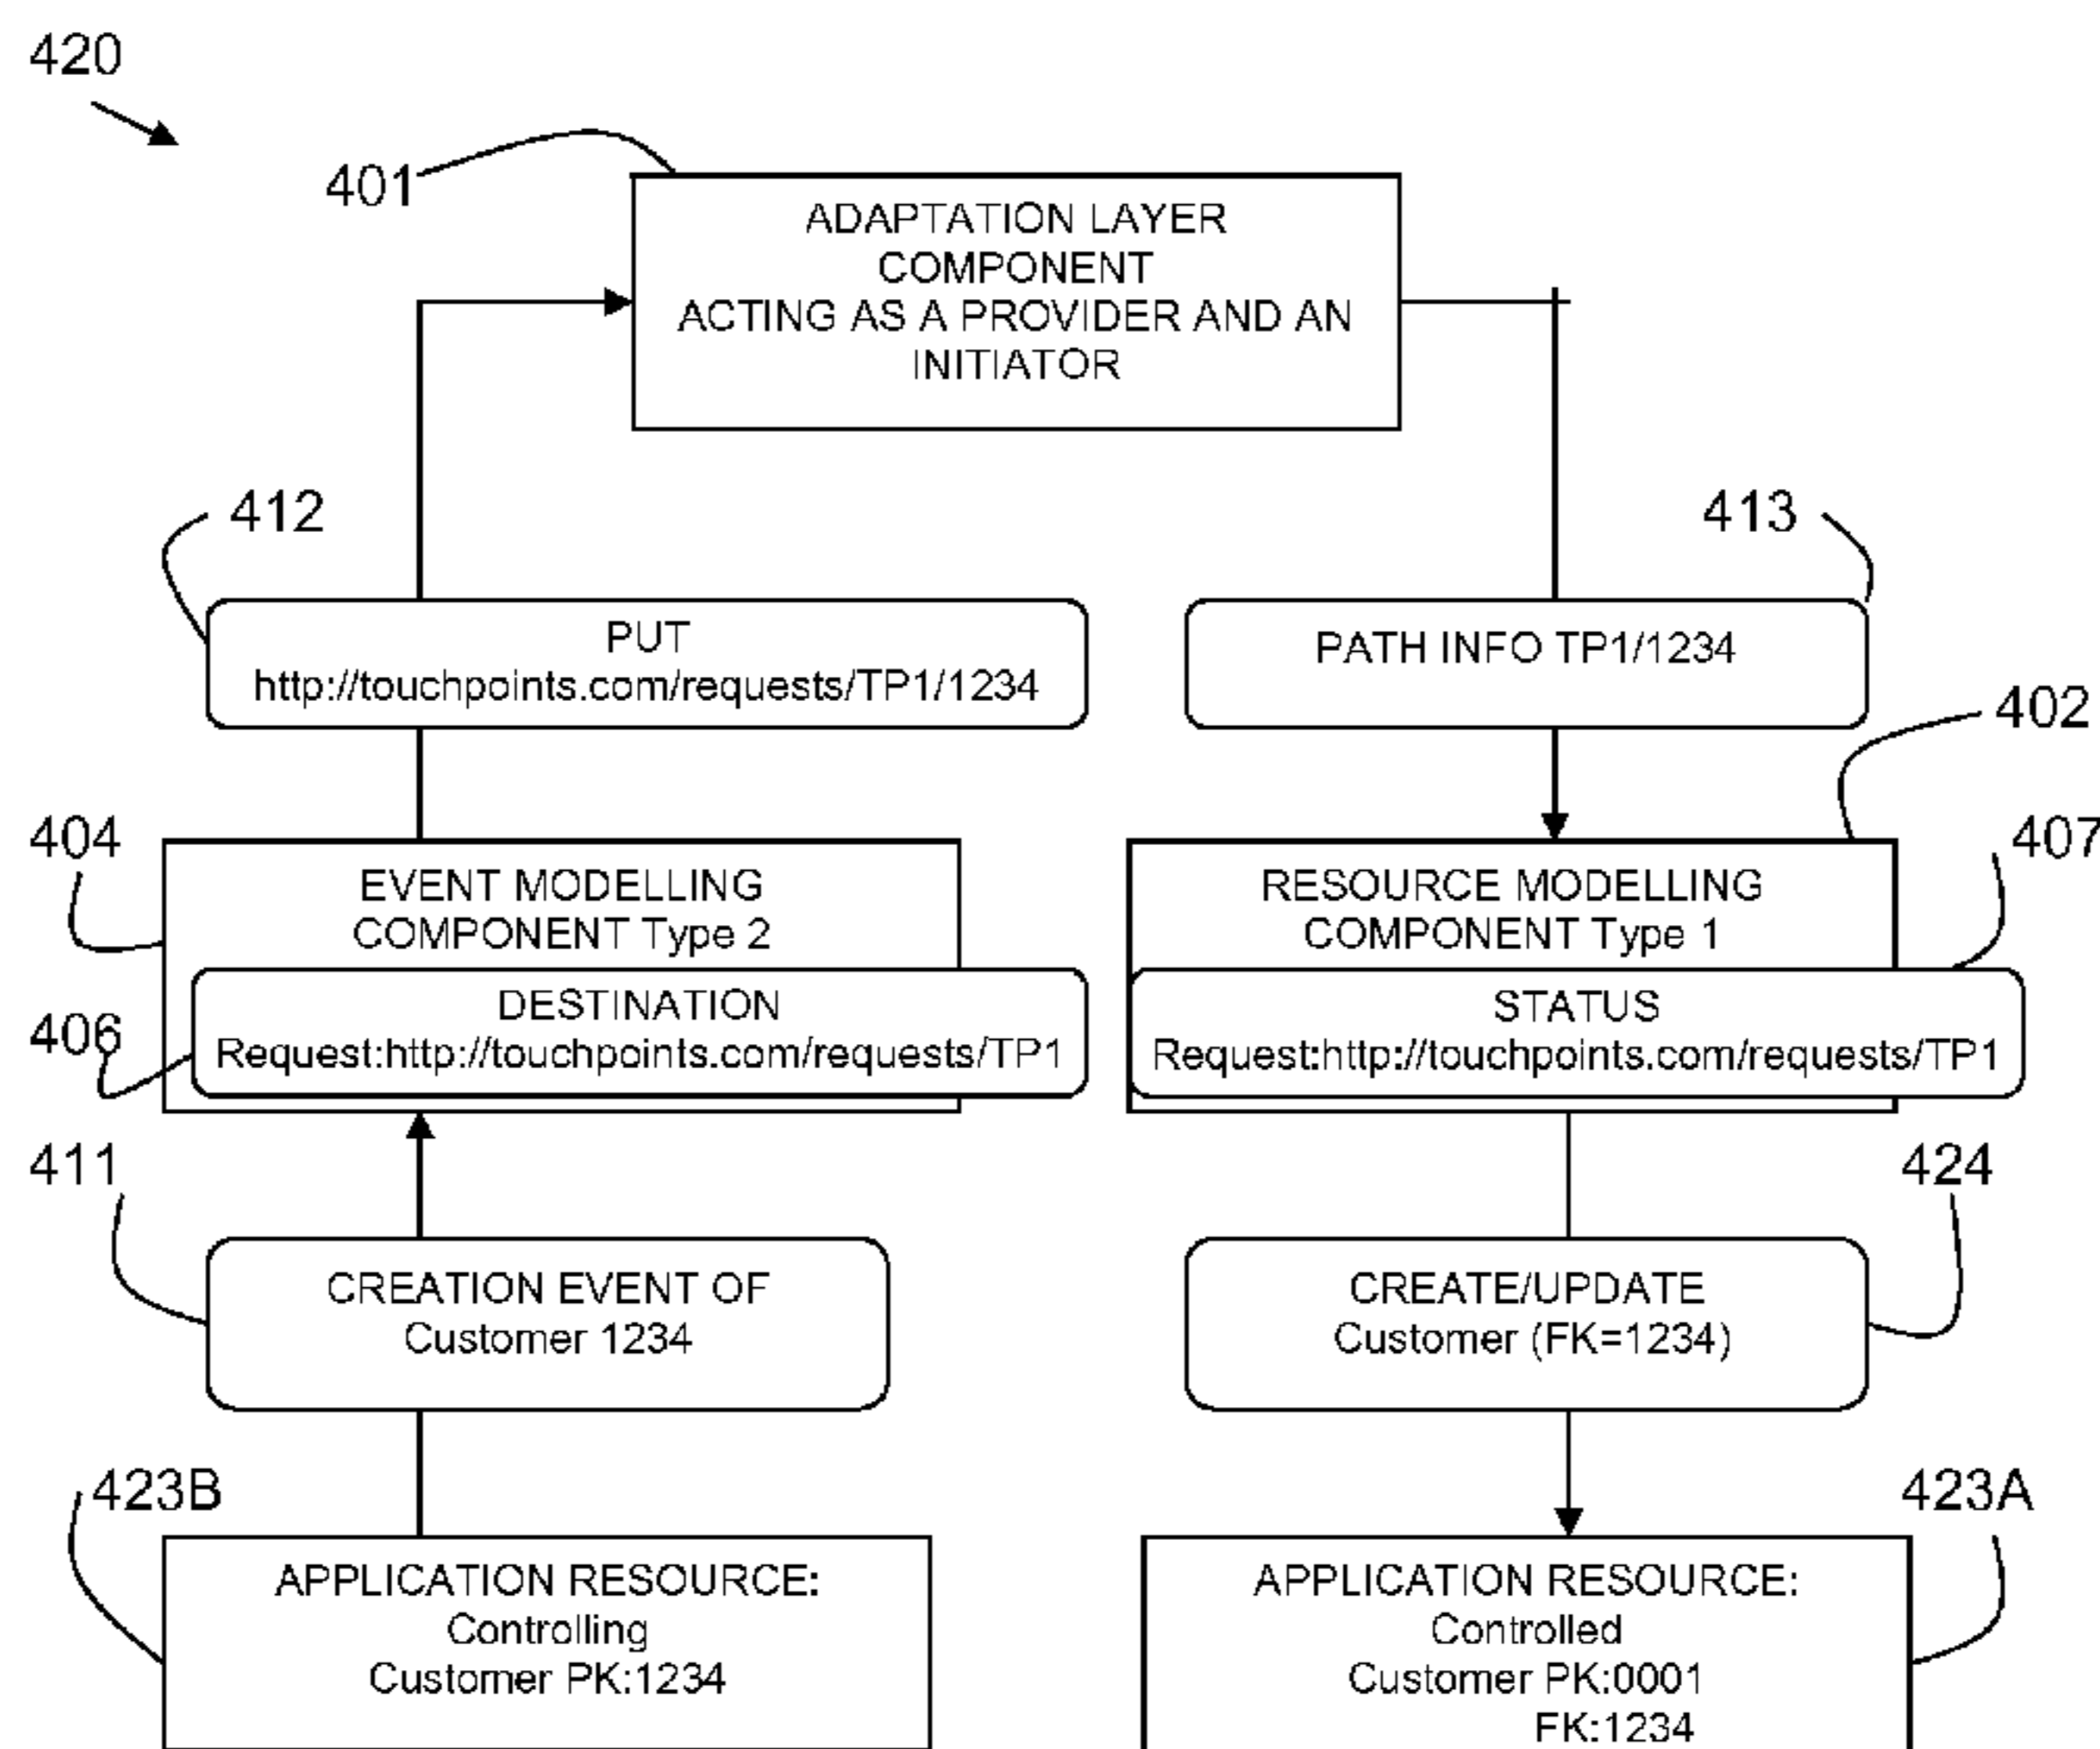 420
401
ADAPTATION LAYER
COMPONENT
ACTING AS A PROVIDER AND AN
INITIATOR
412
413
PUT
http://touchpoints.com/requests/TP1/1234
PATH INFO TP1/1234
402
404
407
EVENT MODELLING
COMPONENT Type 2
RESOURCE MODELLING
COMPONENT Type 1
406
DESTINATION
Request:http://touchpoints.com/requests/TP1
STATUS
Request:http://touchpoints.com/requests/TP1
411
424
CREATION EVENT OF
Customer 1234
CREATE/UPDATE
Customer (FK=1234)
423B
423A
APPLICATION RESOURCE:
Controlling
Customer PK:1234
APPLICATION RESOURCE:
Controlled
Customer PK:0001
FK:1234